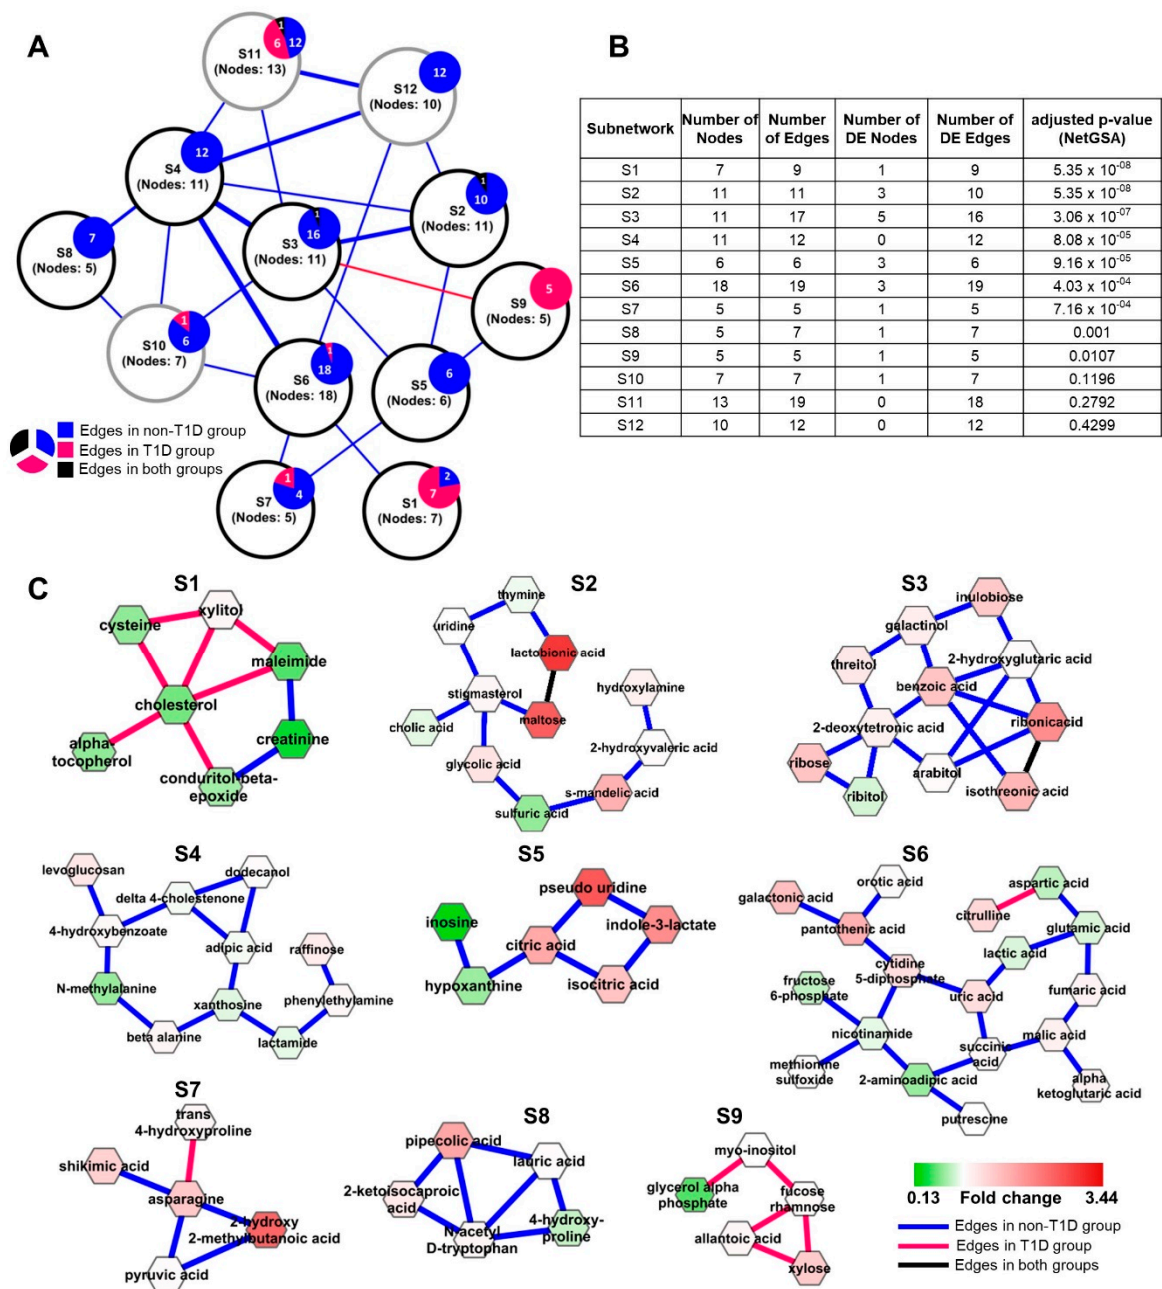 A
1
6
12
S11
(Nodes: 13)
12
S12
(Nodes: 10)
12
S4
(Nodes: 11)
1
10
S2
(Nodes: 11)
7
S8
(Nodes: 5)
1
16
S3
(Nodes: 11)
5
S9
(Nodes: 5)
1
6
S10
(Nodes: 7)
1
18
S6
(Nodes: 18)
6
S5
(Nodes: 6)
Edges in non-T1D group
Edges in T1D group
Edges in both groups
1
4
S7
(Nodes: 5)
2
7
S1
(Nodes: 7)
B
Subnetwork Number of Nodes Number of Edges Number of DE Nodes Number of DE Edges adjusted p-value (NetGSA)
S1 7 9 1 9 5.35 x 10-08
S2 11 11 3 10 5.35 x 10-08
S3 11 17 5 16 3.06 x 10-07
S4 11 12 0 12 8.08 x 10-05
S5 6 6 3 6 9.16 x 10-05
S6 18 19 3 19 4.03 x 10-04
S7 5 5 1 5 7.16 x 10-04
S8 5 7 1 7 0.001
S9 5 5 1 5 0.0107
S10 7 7 1 7 0.1196
S11 13 19 0 18 0.2792
S12 10 12 0 12 0.4299
C
S1
xylitol
cysteine
maleimide
cholesterol
creatinine
alpha
tocopherol
conduritol-beta-
epoxide
S2
thymine
uridine
lactobionic acid
stigmasterol
hydroxylamine
cholic acid
maltose
2-hydroxyvaleric acid
glycolic acid
s-mandelic acid
sulfuric acid
S3
inulobiose
galactinol
threitol
2-hydroxyglutaric acid
benzoic acid
2-deoxytetronic acid
ribonicacid
ribose
arabitol
ribitol
isothreonic acid
S4
levoglucosan
dodecanol
delta 4-cholestenone
4-hydroxybenzoate
adipic acid
raffinose
N-methylalanine
xanthosine
phenylethylamine
beta alanine
lactamide
S5
pseudo uridine
inosine
indole-3-lactate
citric acid
hypoxanthine
isocitric acid
S6
orotic acid
aspartic acid
galactonic acid
citrulline
pantothenic acid
glutamic acid
lactic acid
cytidine
5-diphosphate
fructose
6-phosphate
uric acid
fumaric acid
nicotinamide
malic acid
succinic
acid
methionine
sulfoxide
2-aminoadipic acid
alpha
ketoglutaric acid
putrescine
S7
trans
4-hydroxyproline
shikimic acid
asparagine
2-hydroxy
2-methylbutanoic acid
pyruvic acid
S8
pipecolic acid
lauric acid
2-ketoisocaproic
acid
N-acetyl
D-tryptophan
4-hydroxy-
proline
S9
myo-inositol
glycerol alpha
phosphate
fucose
rhamnose
allantoic acid
xylose
0.13 Fold change 3.44
Edges in non-T1D group
Edges in T1D group
Edges in both groups